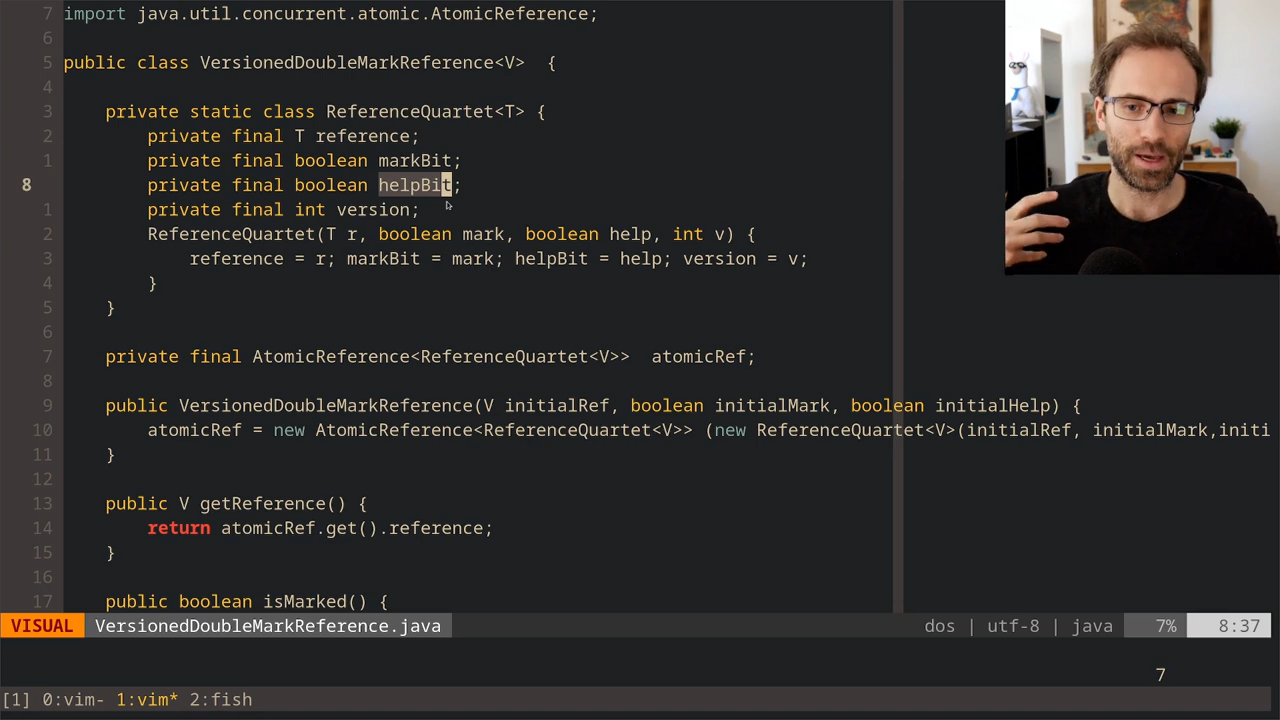 7 import java.util.concurrent.atomic.AtomicReference;
6
5 public class VersionedDoubleMarkReference<V>  {
4
3     private static class ReferenceQuartet<T> {
2         private final T reference;
1         private final boolean markBit;
8         private final boolean helpBit;
1         private final int version;
2         ReferenceQuartet(T r, boolean mark, boolean help, int v) {
3             reference = r; markBit = mark; helpBit = help; version = v;
4         }
5     }
6
7     private final AtomicReference<ReferenceQuartet<V>>  atomicRef;
8
9     public VersionedDoubleMarkReference(V initialRef, boolean initialMark, boolean initialHelp) {
10         atomicRef = new AtomicReference<ReferenceQuartet<V>> (new ReferenceQuartet<V>(initialRef, initialMark,initi
11     }
12
13     public V getReference() {
14         return atomicRef.get().reference;
15     }
16
17     public boolean isMarked() {
VISUAL VersionedDoubleMarkReference.java dos | utf-8 | java 7% 8:37
7
[1] 0:vim- 1:vim* 2:fish